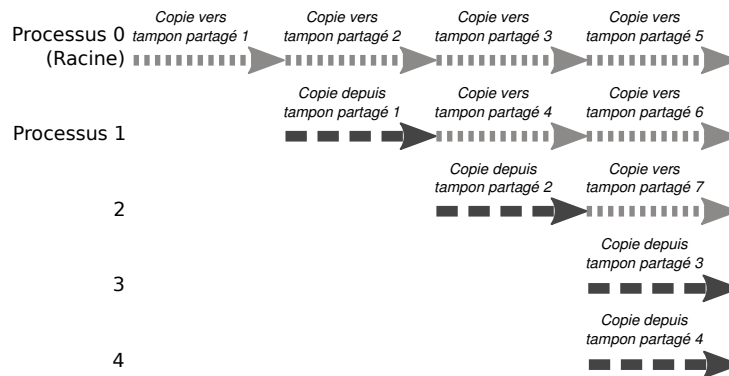 Processus 0
(Racine)
Copie vers
tampon partagé 1
Copie vers
tampon partagé 2
Copie vers
tampon partagé 3
Copie vers
tampon partagé 5
Processus 1
Copie depuis
tampon partagé 1
Copie vers
tampon partagé 4
Copie vers
tampon partagé 6
2
Copie depuis
tampon partagé 2
Copie vers
tampon partagé 7
3
Copie depuis
tampon partagé 3
4
Copie depuis
tampon partagé 4